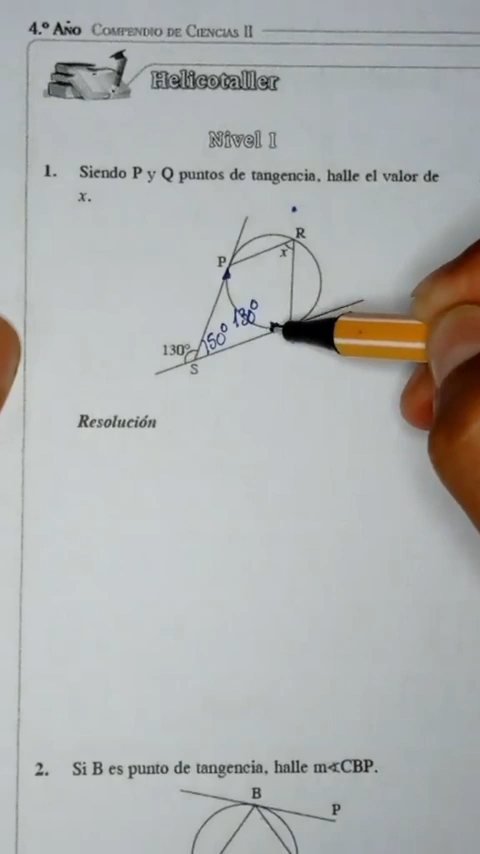 4.º Año Compendio de Ciencias II
Helicotaller
Nivel I
1. Siendo P y Q puntos de tangencia, halle el valor de
x.
R
P
x
130°
130°
50°
S
Resolución
2. Si B es punto de tangencia, halle m∢CBP.
B
P